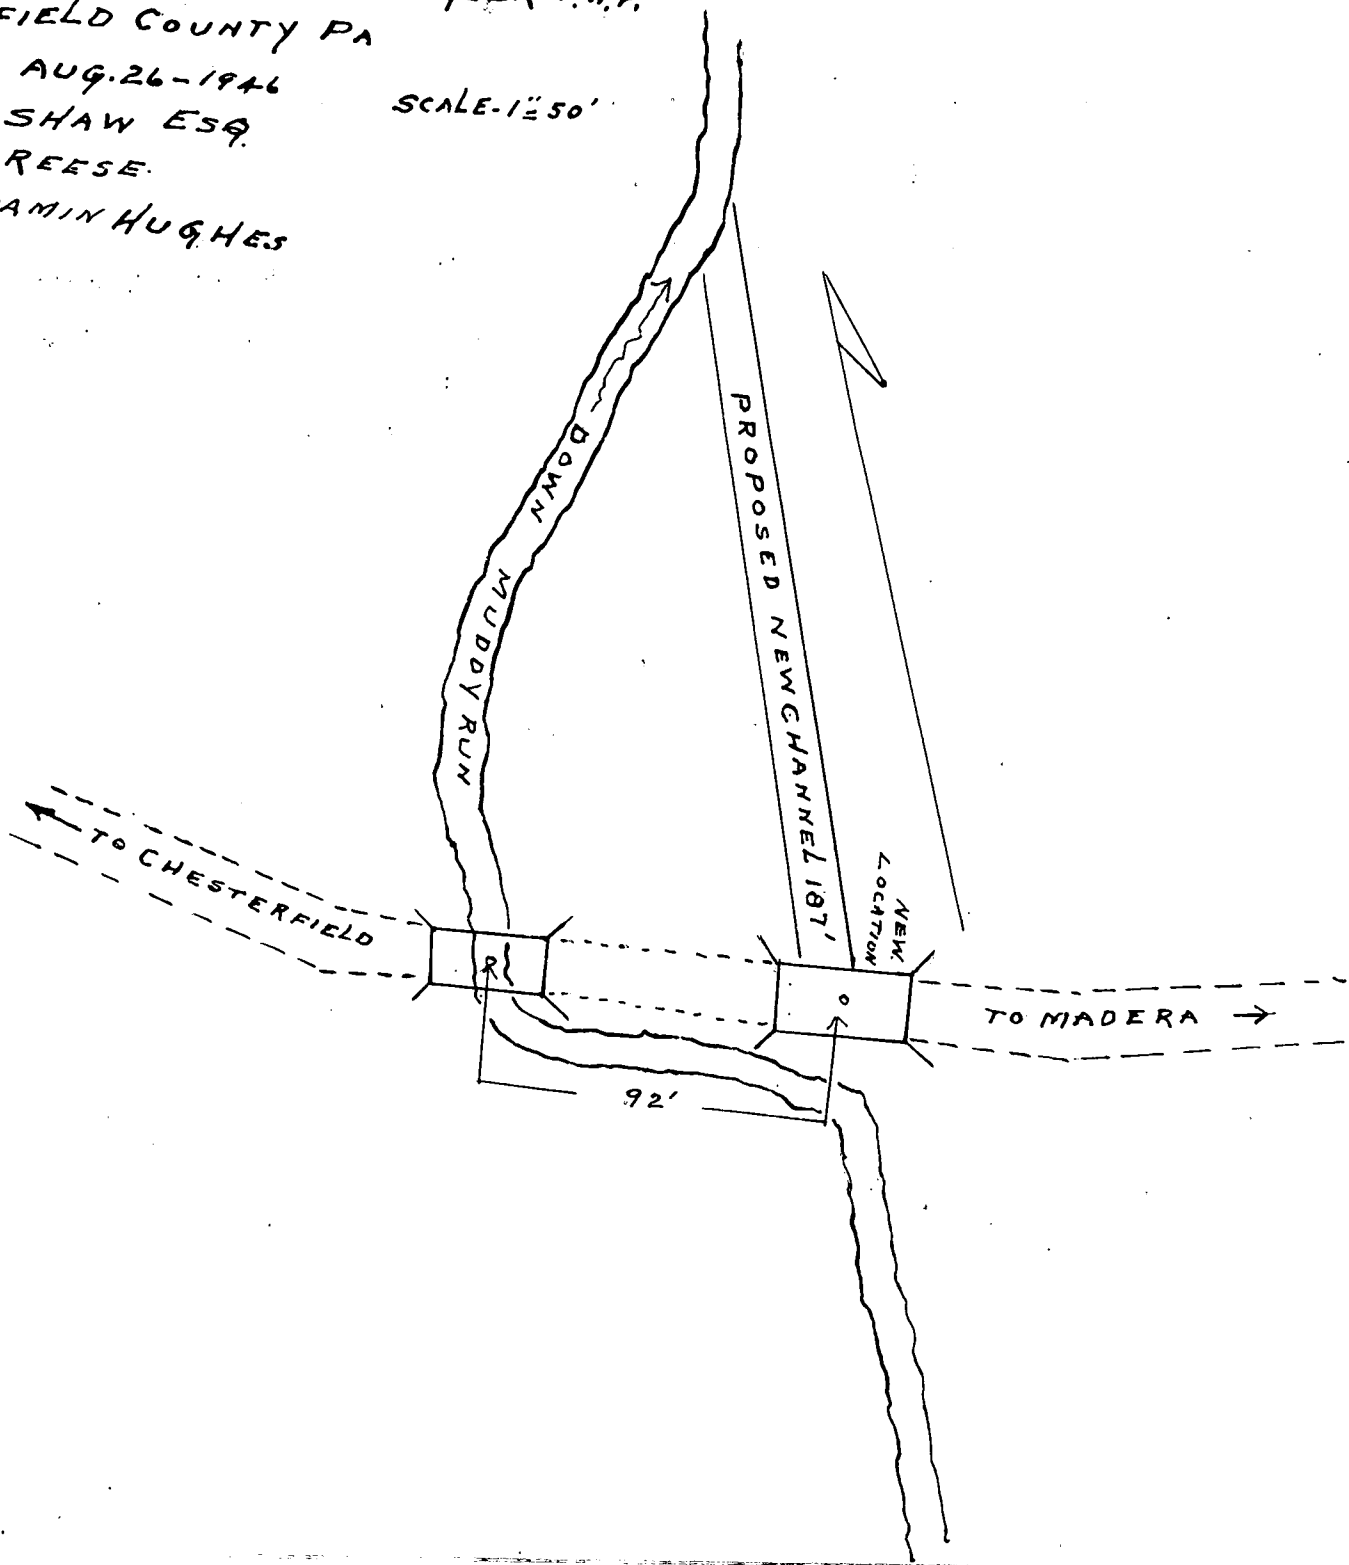 FIELD COUNTY PA
AUG. 26-1946
SCALE-1"=50'
SHAW ESQ.
REESE.
AMIN HUGHES
DOWN
MUDDY RUN
PROPOSED NEW CHANNEL 187'
NEW
LOCATION
TO CHESTERFIELD
TO MADERA
92'